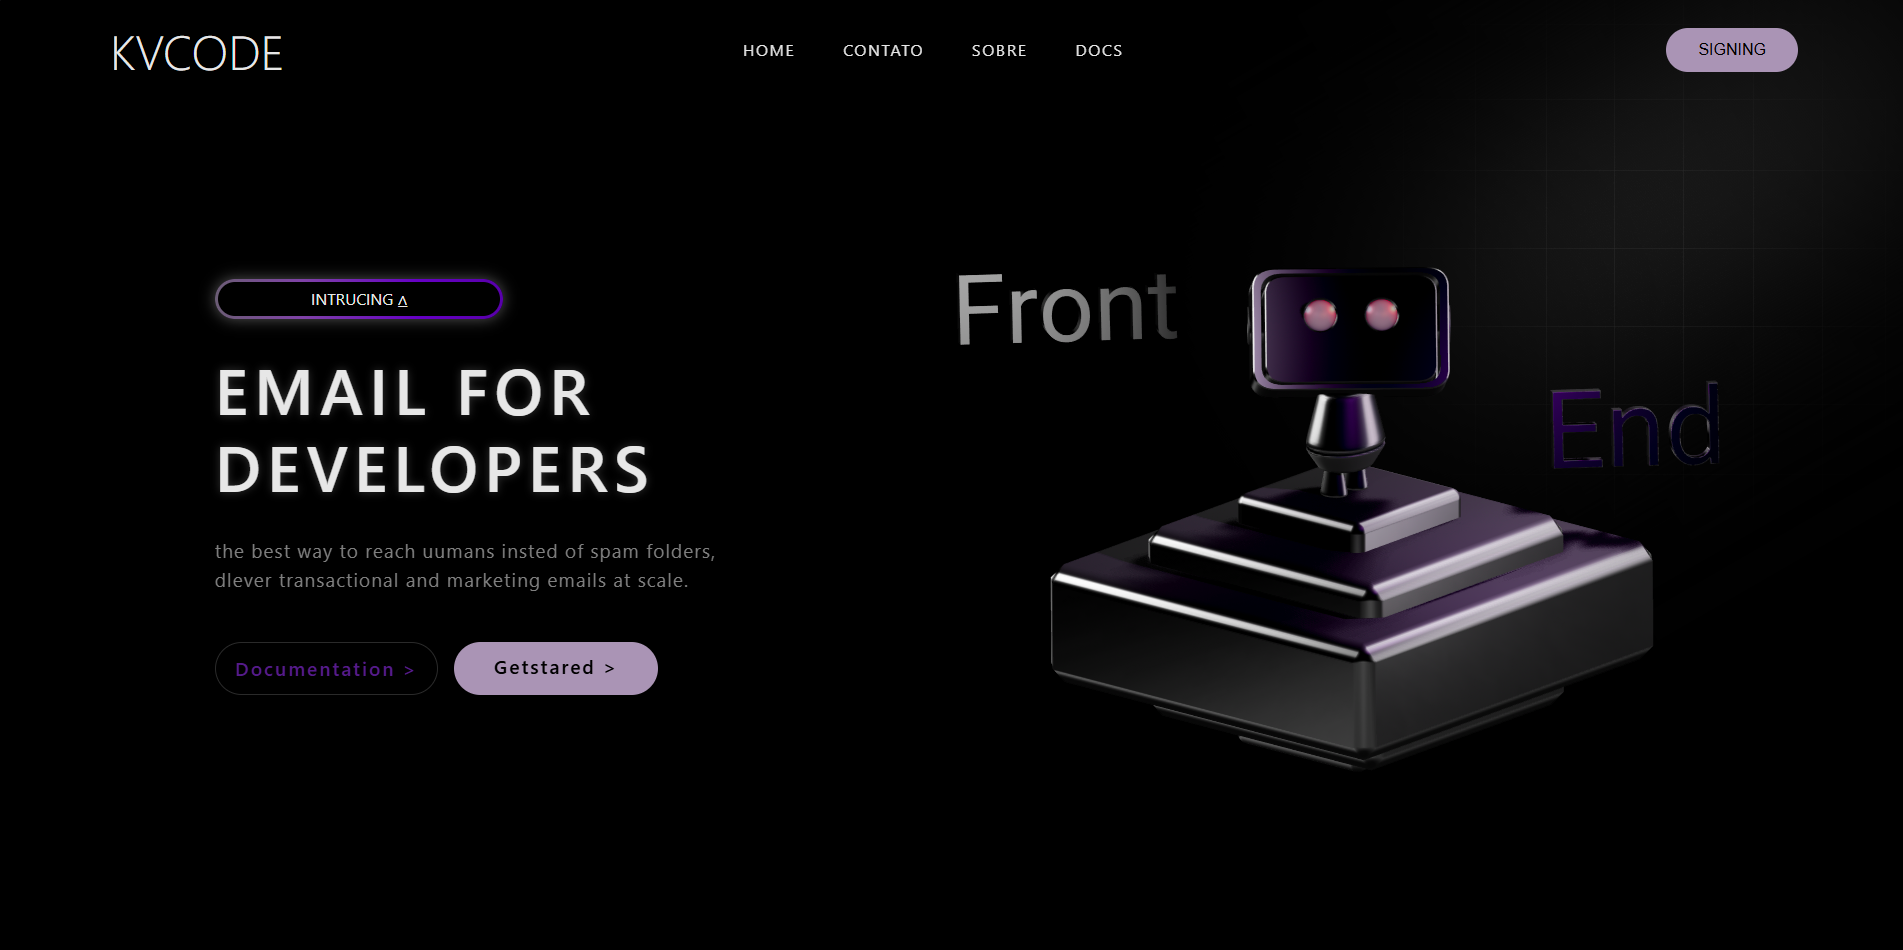 KVCODE
HOME CONTATO SOBRE DOCS
SIGNING
INTRUCING ʌ
EMAIL FOR
DEVELOPERS
the best way to reach uumans insted of spam folders,
dlever transactional and marketing emails at scale.
Documentation >
Getstared >
Front
End